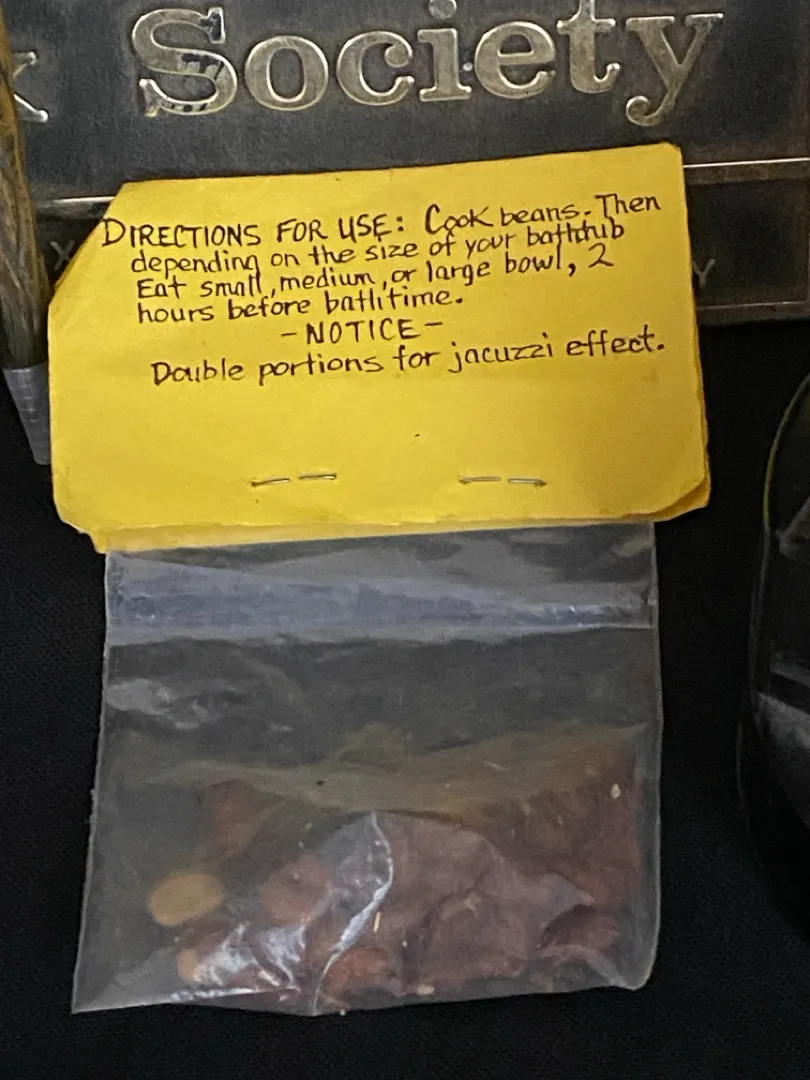 Society
DIRECTIONS FOR USE: Cook beans. Then
depending on the size of your bathtub
Eat small, medium, or large bowl, 2
hours before bathtime.
-NOTICE-
Double portions for jacuzzi effect.